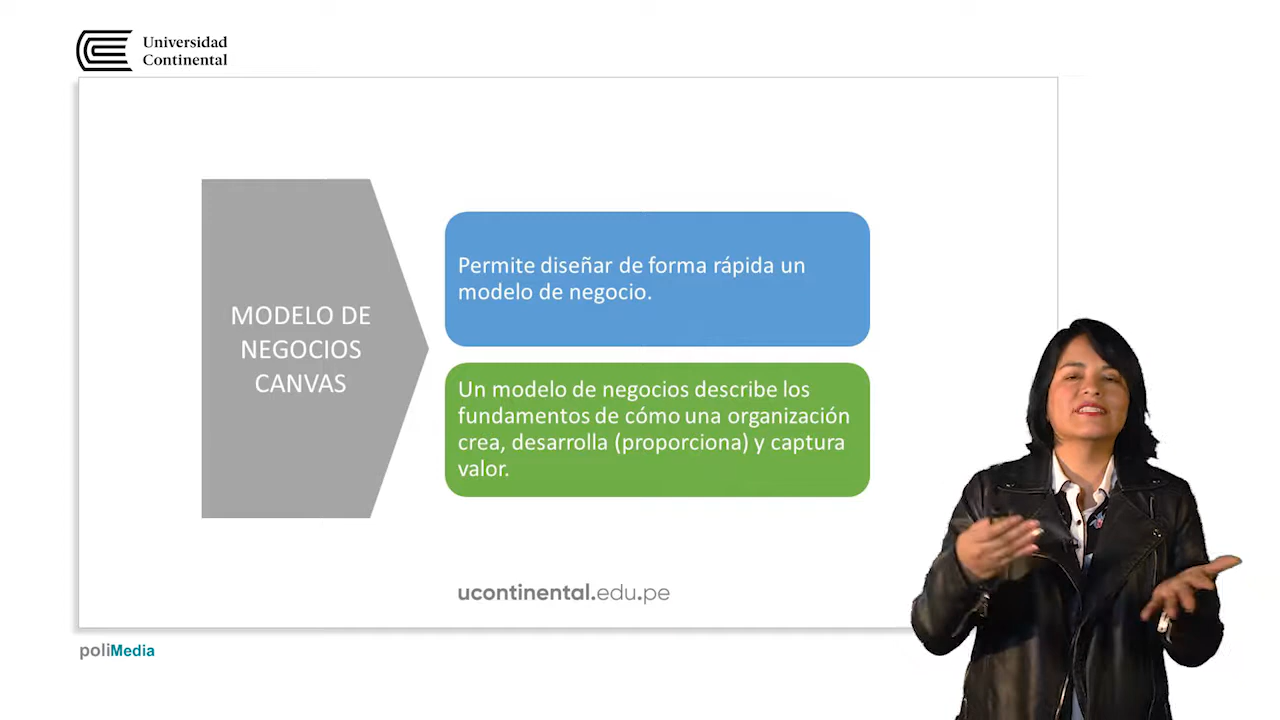 Universidad
Continental
MODELO DE
NEGOCIOS
CANVAS
Permite diseñar de forma rápida un
modelo de negocio.
Un modelo de negocios describe los
fundamentos de cómo una organización
crea, desarrolla (proporciona) y captura
valor.
ucontinental.edu.pe
poliMedia